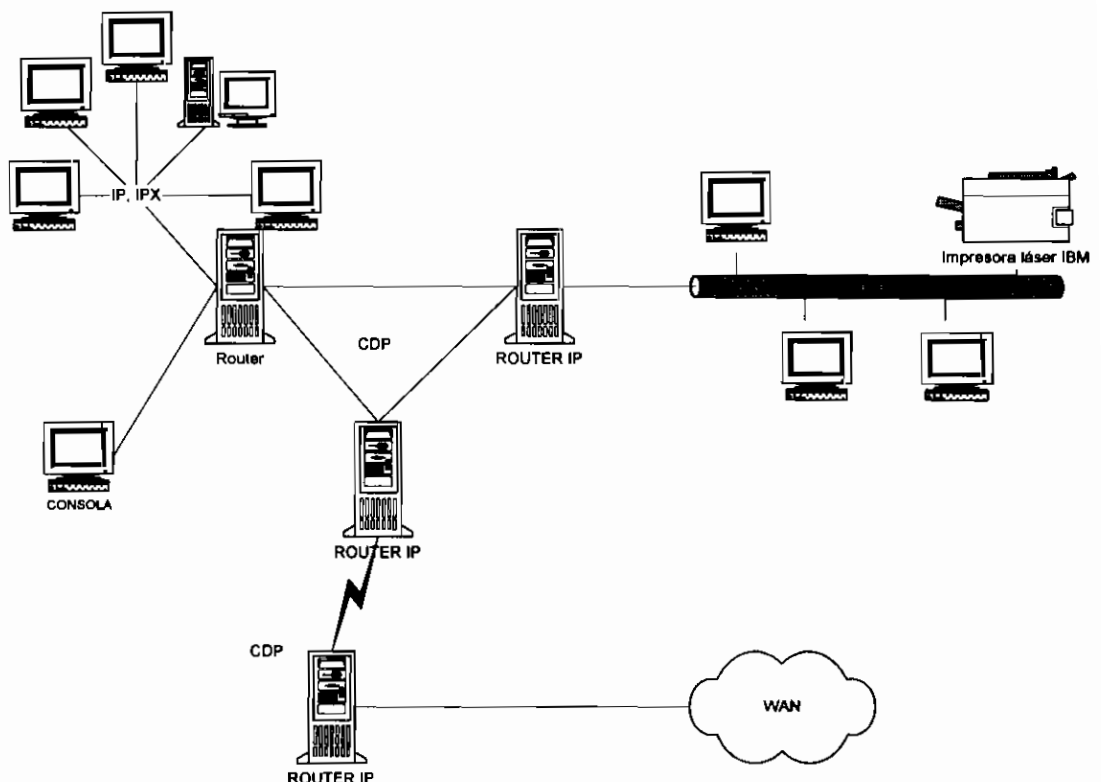 IP, IPX
Impresora láser IBM
Router
CDP
ROUTER IP
CONSOLA
ROUTER IP
CDP
WAN
ROUTER IP